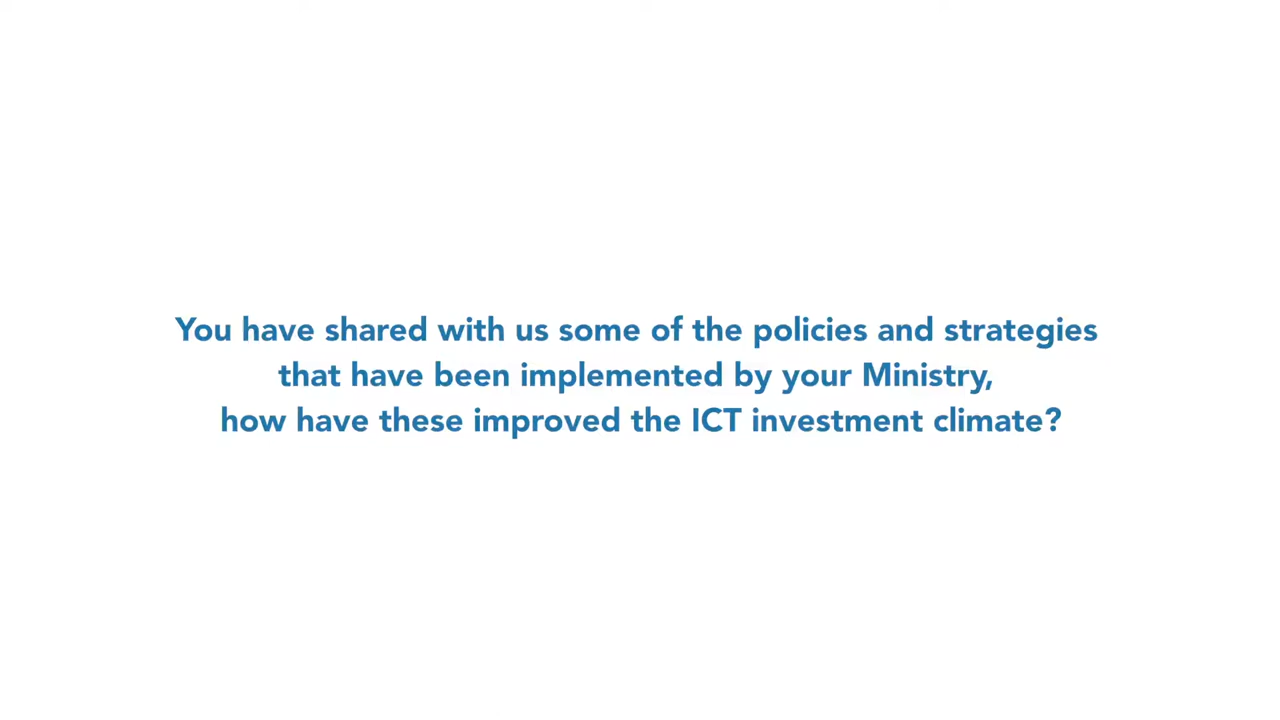 You have shared with us some of the policies and strategies
that have been implemented by your Ministry,
how have these improved the ICT investment climate?